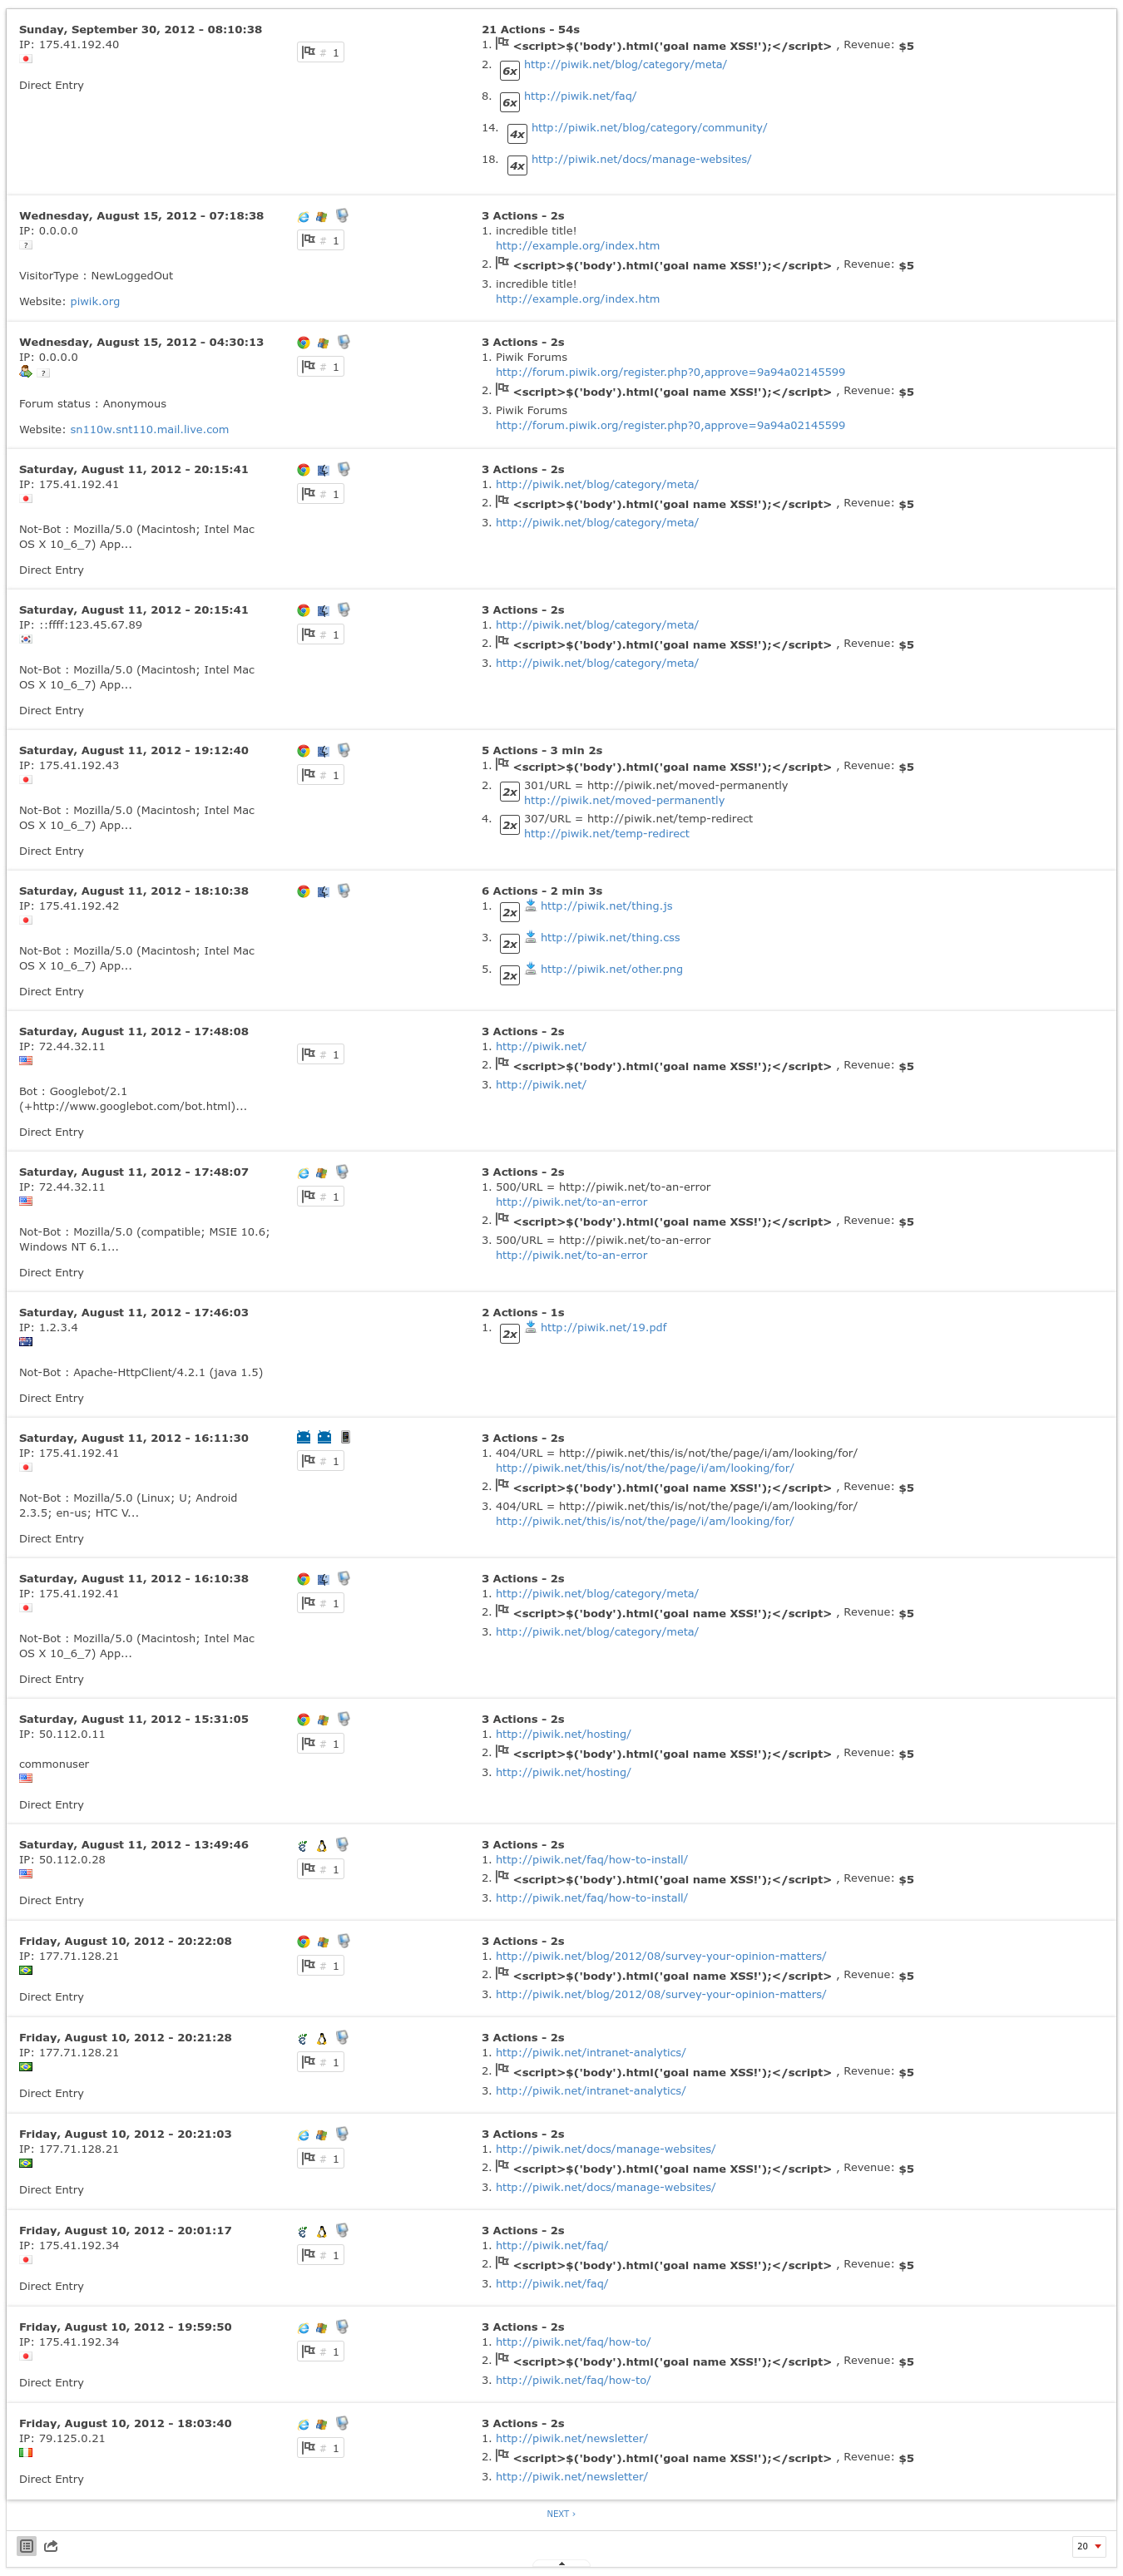 Sunday, September 30, 2012 - 08:10:38
IP: 175.41.192.40
# 1
Direct Entry
21 Actions - 54s
1. <script>$('body').html('goal name XSS!');</script> , Revenue: $5
2. 6x http://piwik.net/blog/category/meta/
8. 6x http://piwik.net/faq/
14. 4x http://piwik.net/blog/category/community/
18. 4x http://piwik.net/docs/manage-websites/
Wednesday, August 15, 2012 - 07:18:38
IP: 0.0.0.0
?
# 1
VisitorType : NewLoggedOut
Website: piwik.org
3 Actions - 2s
1. incredible title!
http://example.org/index.htm
2. <script>$('body').html('goal name XSS!');</script> , Revenue: $5
3. incredible title!
http://example.org/index.htm
Wednesday, August 15, 2012 - 04:30:13
IP: 0.0.0.0
?
# 1
Forum status : Anonymous
Website: sn110w.snt110.mail.live.com
3 Actions - 2s
1. Piwik Forums
http://forum.piwik.org/register.php?0,approve=9a94a02145599
2. <script>$('body').html('goal name XSS!');</script> , Revenue: $5
3. Piwik Forums
http://forum.piwik.org/register.php?0,approve=9a94a02145599
Saturday, August 11, 2012 - 20:15:41
IP: 175.41.192.41
# 1
Not-Bot : Mozilla/5.0 (Macintosh; Intel Mac
OS X 10_6_7) App...
Direct Entry
3 Actions - 2s
1. http://piwik.net/blog/category/meta/
2. <script>$('body').html('goal name XSS!');</script> , Revenue: $5
3. http://piwik.net/blog/category/meta/
Saturday, August 11, 2012 - 20:15:41
IP: ::ffff:123.45.67.89
# 1
Not-Bot : Mozilla/5.0 (Macintosh; Intel Mac
OS X 10_6_7) App...
Direct Entry
3 Actions - 2s
1. http://piwik.net/blog/category/meta/
2. <script>$('body').html('goal name XSS!');</script> , Revenue: $5
3. http://piwik.net/blog/category/meta/
Saturday, August 11, 2012 - 19:12:40
IP: 175.41.192.43
# 1
Not-Bot : Mozilla/5.0 (Macintosh; Intel Mac
OS X 10_6_7) App...
Direct Entry
5 Actions - 3 min 2s
1. <script>$('body').html('goal name XSS!');</script> , Revenue: $5
2. 2x 301/URL = http://piwik.net/moved-permanently
http://piwik.net/moved-permanently
4. 2x 307/URL = http://piwik.net/temp-redirect
http://piwik.net/temp-redirect
Saturday, August 11, 2012 - 18:10:38
IP: 175.41.192.42
Not-Bot : Mozilla/5.0 (Macintosh; Intel Mac
OS X 10_6_7) App...
Direct Entry
6 Actions - 2 min 3s
1. 2x http://piwik.net/thing.js
3. 2x http://piwik.net/thing.css
5. 2x http://piwik.net/other.png
Saturday, August 11, 2012 - 17:48:08
IP: 72.44.32.11
# 1
Bot : Googlebot/2.1
(+http://www.googlebot.com/bot.html)...
Direct Entry
3 Actions - 2s
1. http://piwik.net/
2. <script>$('body').html('goal name XSS!');</script> , Revenue: $5
3. http://piwik.net/
Saturday, August 11, 2012 - 17:48:07
IP: 72.44.32.11
# 1
Not-Bot : Mozilla/5.0 (compatible; MSIE 10.6;
Windows NT 6.1...
Direct Entry
3 Actions - 2s
1. 500/URL = http://piwik.net/to-an-error
http://piwik.net/to-an-error
2. <script>$('body').html('goal name XSS!');</script> , Revenue: $5
3. 500/URL = http://piwik.net/to-an-error
http://piwik.net/to-an-error
Saturday, August 11, 2012 - 17:46:03
IP: 1.2.3.4
Not-Bot : Apache-HttpClient/4.2.1 (java 1.5)
Direct Entry
2 Actions - 1s
1. 2x http://piwik.net/19.pdf
Saturday, August 11, 2012 - 16:11:30
IP: 175.41.192.41
# 1
Not-Bot : Mozilla/5.0 (Linux; U; Android
2.3.5; en-us; HTC V...
Direct Entry
3 Actions - 2s
1. 404/URL = http://piwik.net/this/is/not/the/page/i/am/looking/for/
http://piwik.net/this/is/not/the/page/i/am/looking/for/
2. <script>$('body').html('goal name XSS!');</script> , Revenue: $5
3. 404/URL = http://piwik.net/this/is/not/the/page/i/am/looking/for/
http://piwik.net/this/is/not/the/page/i/am/looking/for/
Saturday, August 11, 2012 - 16:10:38
IP: 175.41.192.41
# 1
Not-Bot : Mozilla/5.0 (Macintosh; Intel Mac
OS X 10_6_7) App...
Direct Entry
3 Actions - 2s
1. http://piwik.net/blog/category/meta/
2. <script>$('body').html('goal name XSS!');</script> , Revenue: $5
3. http://piwik.net/blog/category/meta/
Saturday, August 11, 2012 - 15:31:05
IP: 50.112.0.11
# 1
commonuser
Direct Entry
3 Actions - 2s
1. http://piwik.net/hosting/
2. <script>$('body').html('goal name XSS!');</script> , Revenue: $5
3. http://piwik.net/hosting/
Saturday, August 11, 2012 - 13:49:46
IP: 50.112.0.28
# 1
Direct Entry
3 Actions - 2s
1. http://piwik.net/faq/how-to-install/
2. <script>$('body').html('goal name XSS!');</script> , Revenue: $5
3. http://piwik.net/faq/how-to-install/
Friday, August 10, 2012 - 20:22:08
IP: 177.71.128.21
# 1
Direct Entry
3 Actions - 2s
1. http://piwik.net/blog/2012/08/survey-your-opinion-matters/
2. <script>$('body').html('goal name XSS!');</script> , Revenue: $5
3. http://piwik.net/blog/2012/08/survey-your-opinion-matters/
Friday, August 10, 2012 - 20:21:28
IP: 177.71.128.21
# 1
Direct Entry
3 Actions - 2s
1. http://piwik.net/intranet-analytics/
2. <script>$('body').html('goal name XSS!');</script> , Revenue: $5
3. http://piwik.net/intranet-analytics/
Friday, August 10, 2012 - 20:21:03
IP: 177.71.128.21
# 1
Direct Entry
3 Actions - 2s
1. http://piwik.net/docs/manage-websites/
2. <script>$('body').html('goal name XSS!');</script> , Revenue: $5
3. http://piwik.net/docs/manage-websites/
Friday, August 10, 2012 - 20:01:17
IP: 175.41.192.34
# 1
Direct Entry
3 Actions - 2s
1. http://piwik.net/faq/
2. <script>$('body').html('goal name XSS!');</script> , Revenue: $5
3. http://piwik.net/faq/
Friday, August 10, 2012 - 19:59:50
IP: 175.41.192.34
# 1
Direct Entry
3 Actions - 2s
1. http://piwik.net/faq/how-to/
2. <script>$('body').html('goal name XSS!');</script> , Revenue: $5
3. http://piwik.net/faq/how-to/
Friday, August 10, 2012 - 18:03:40
IP: 79.125.0.21
# 1
Direct Entry
3 Actions - 2s
1. http://piwik.net/newsletter/
2. <script>$('body').html('goal name XSS!');</script> , Revenue: $5
3. http://piwik.net/newsletter/
NEXT ›
20